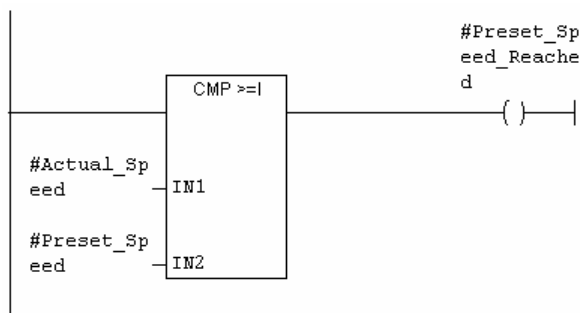 #Preset_Sp
eed_Reache
d
CMP >=I
( )
#Actual_Sp
eed
IN1
#Preset_Sp
eed
IN2